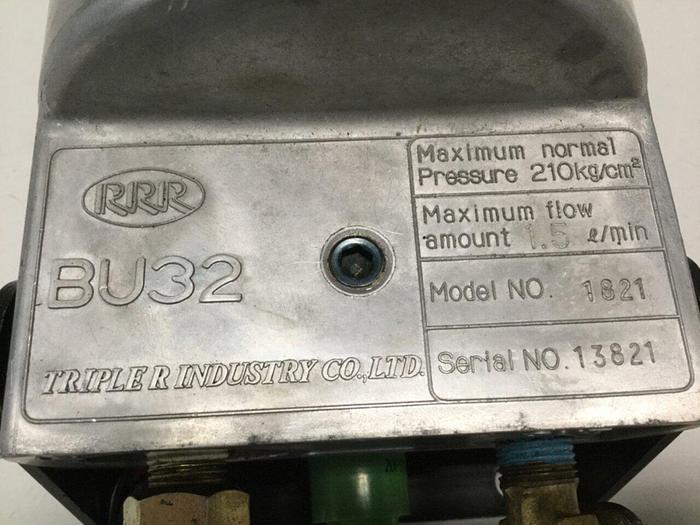 RRR
BU32
TRIPLE R INDUSTRY CO.,LTD.
Maximum normal
Pressure 210kg/cm²
Maximum flow
amount 1.5 ℓ/min
Model NO. 1821
Serial NO. 13821